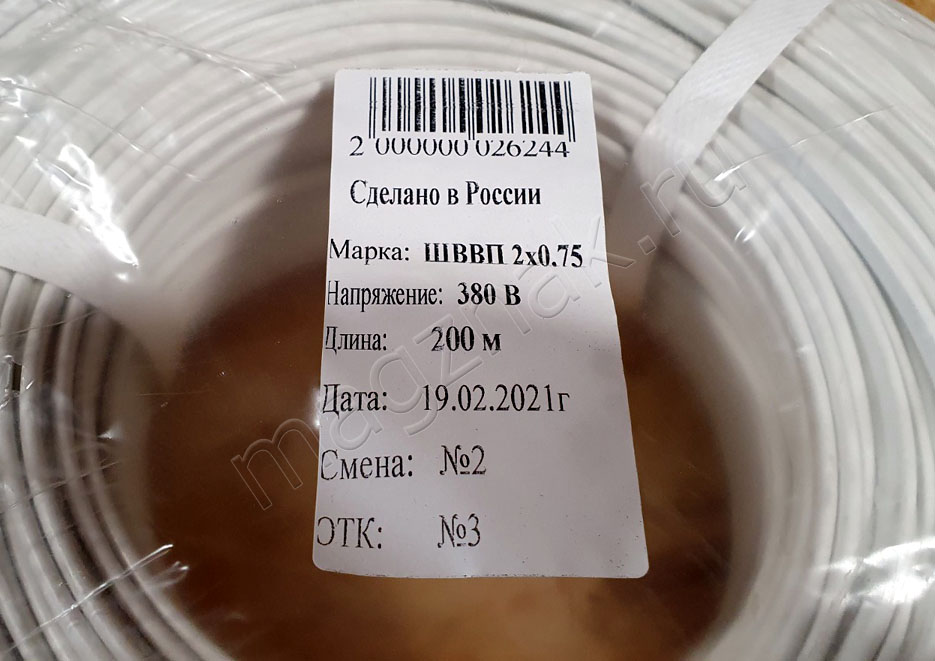 2 000000 026244
Сделано в России
Марка: ШВВП 2х0.75
Напряжение: 380 В
Длина: 200 м
Дата: 19.02.2021г
Смена: №2
ОТК: №3
magznak.ru